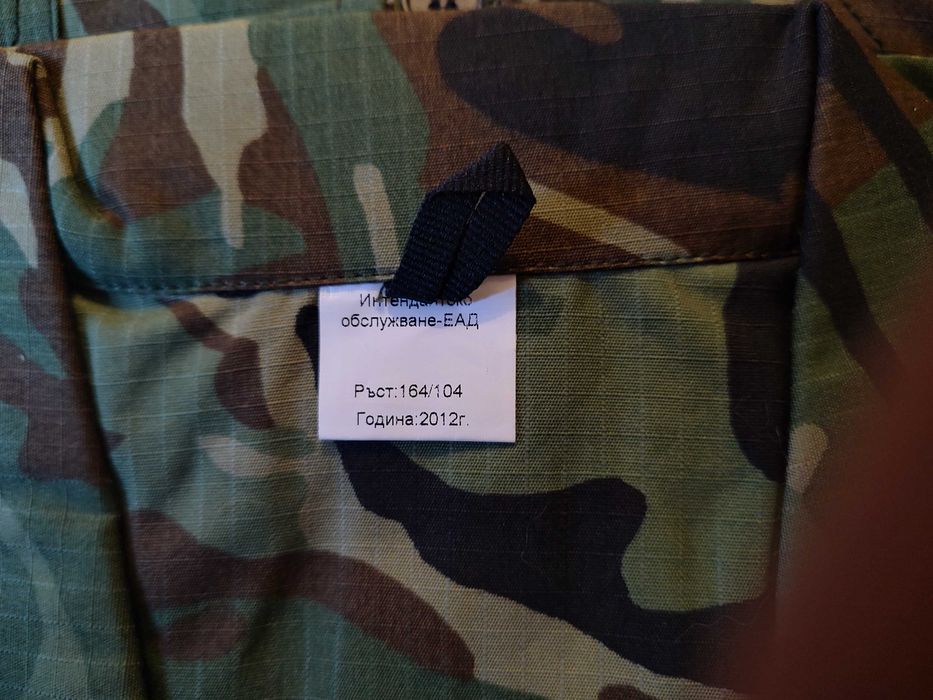 Интендантско
обслужване-ЕАД
Ръст:164/104
Година:2012г.